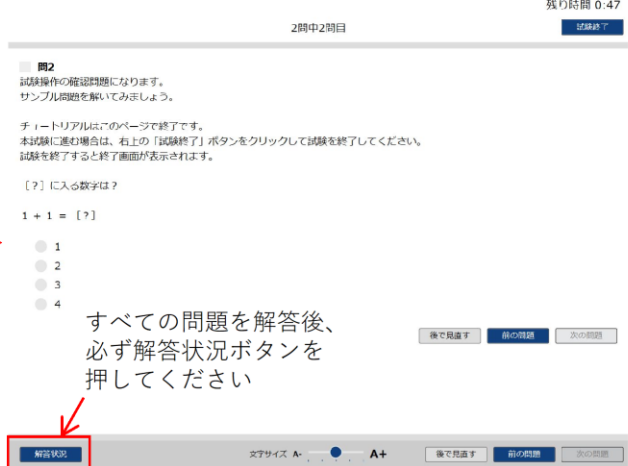 残り時間 0:47
2問中2問目
試験終了
問2
試験操作の確認問題になります。
サンプル問題を解いてみましょう。
チュートリアルはこのページで終了です。
本試験に進む場合は、右上の「試験終了」ボタンをクリックして試験を終了してください。
試験を終了すると終了画面が表示されます。
［?］に入る数字は？
1 + 1 = ［?］
1
2
3
4
すべての問題を解答後、
必ず解答状況ボタンを
押してください
後で見直す 前の問題 次の問題
解答状況 文字サイズ A- A+ 後で見直す 前の問題 次の問題